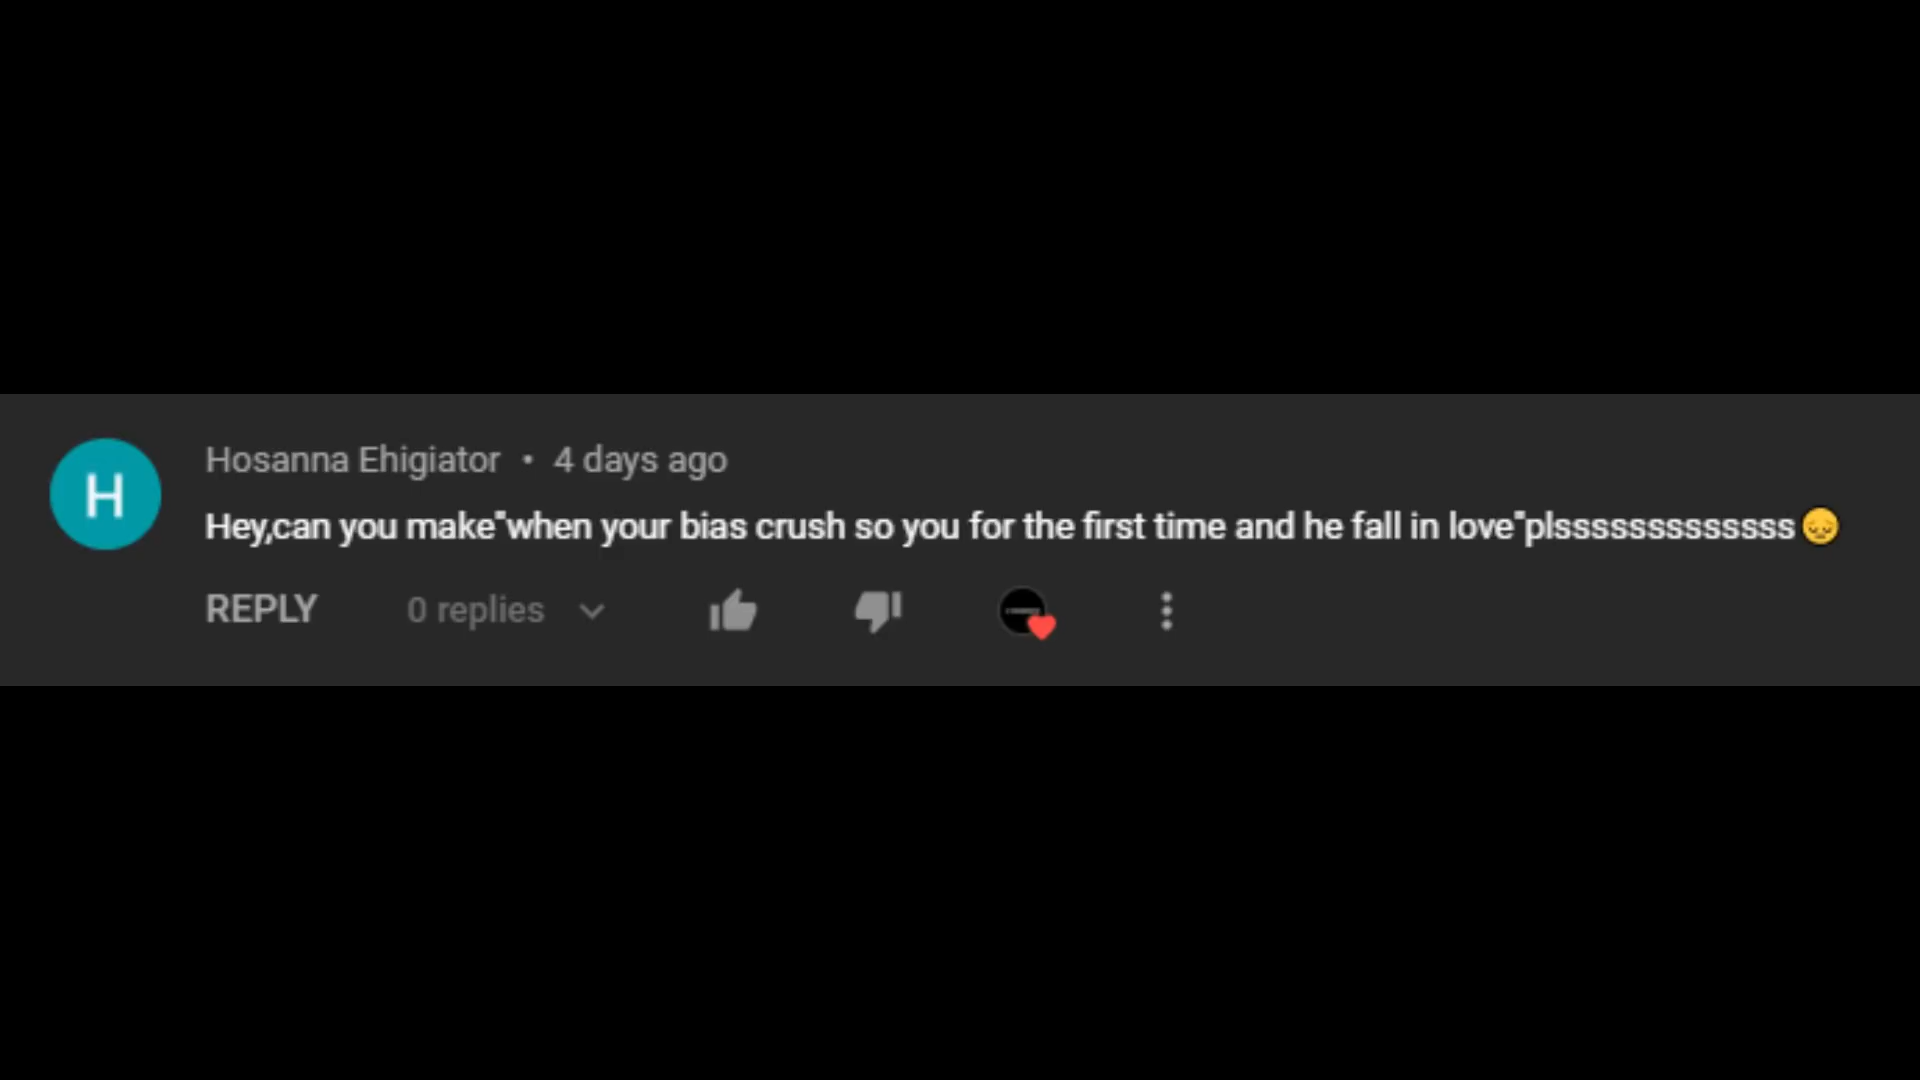 H
Hosanna Ehigiator • 4 days ago
Hey,can you make"when your bias crush so you for the first time and he fall in love"plsssssssssssss😔
REPLY 0 replies